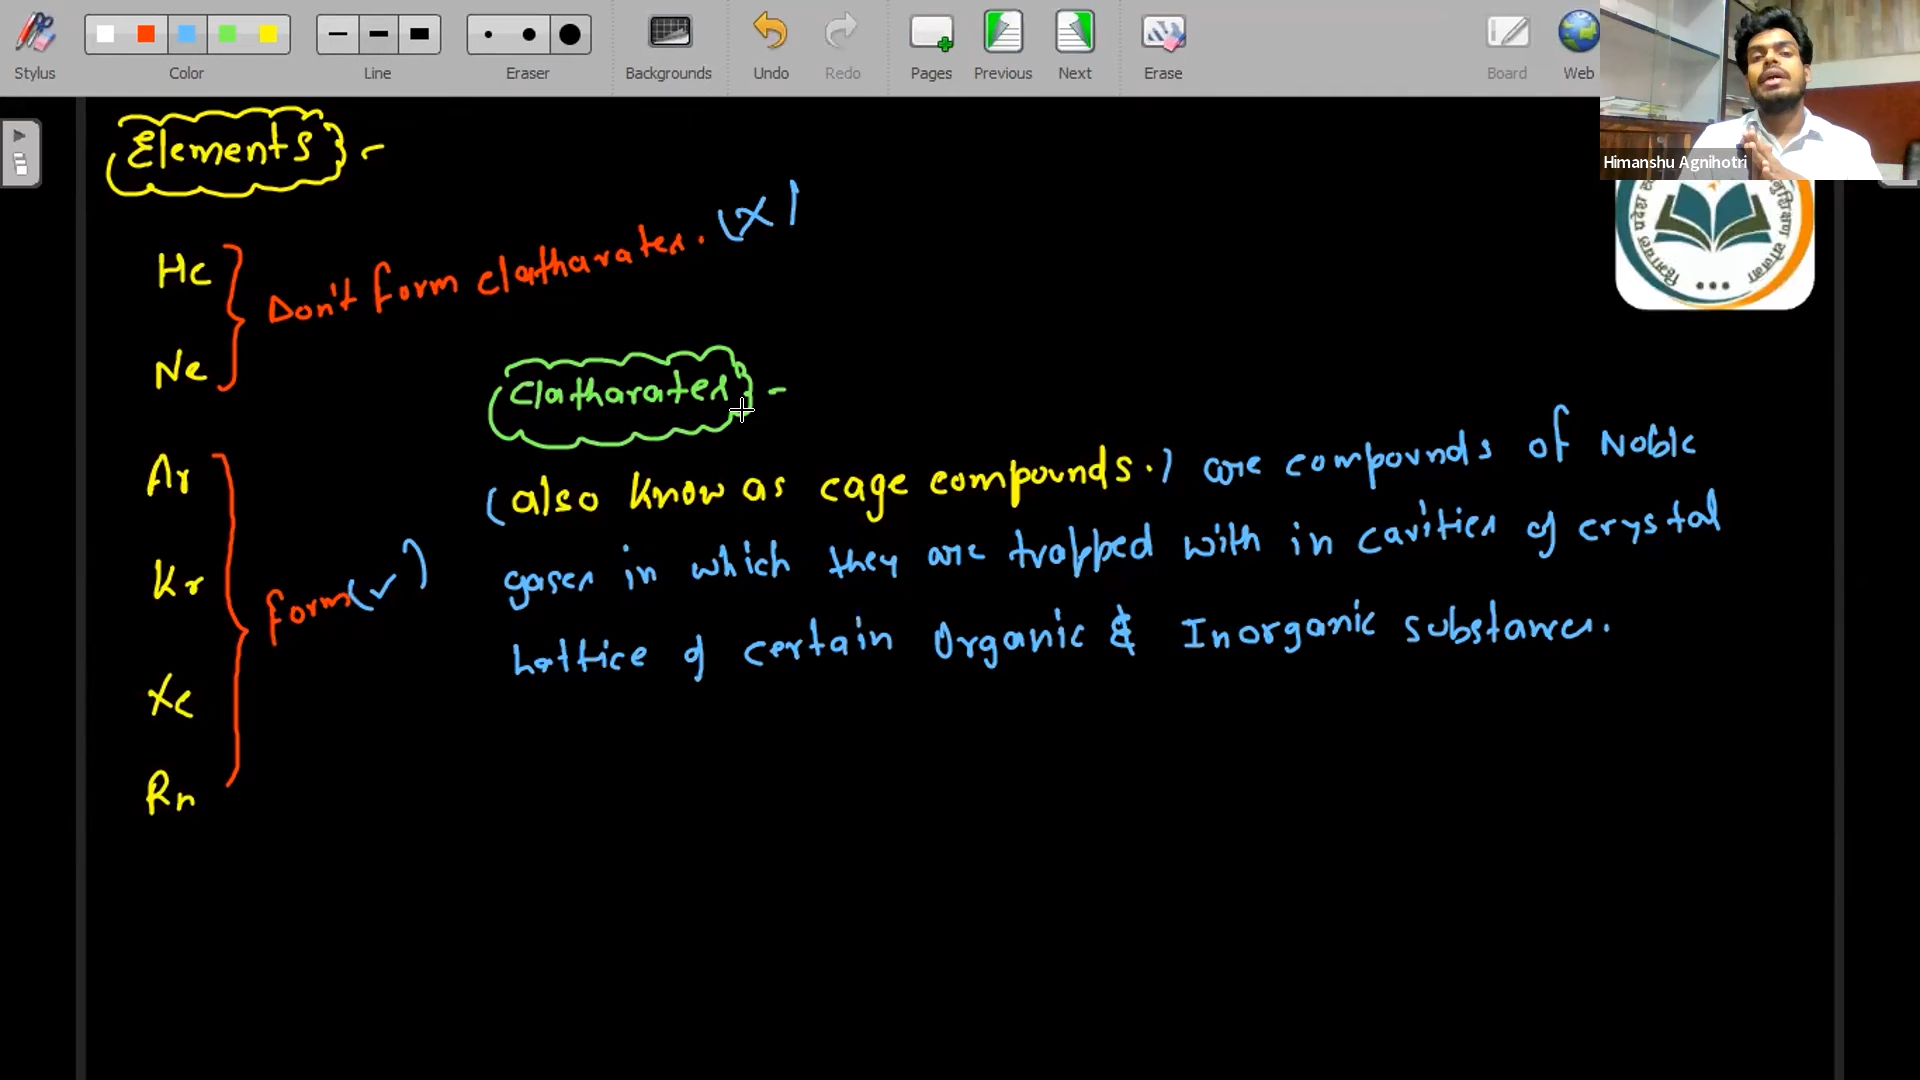 Stylus
Color
Line
Eraser
Backgrounds
Undo
Redo
Pages
Previous
Next
Erase
Board
Web
Himanshu Agnihotri
Elements -
He
Ne
Don't form clatharates. (X)
Clatharates -
(also know as cage compounds.) are compounds of Noble
gases in which they are trapped with in cavities of crystal
Lattice of certain Organic & Inorganic substances.
Ar
Kr
Xe
Rn
form(✓)